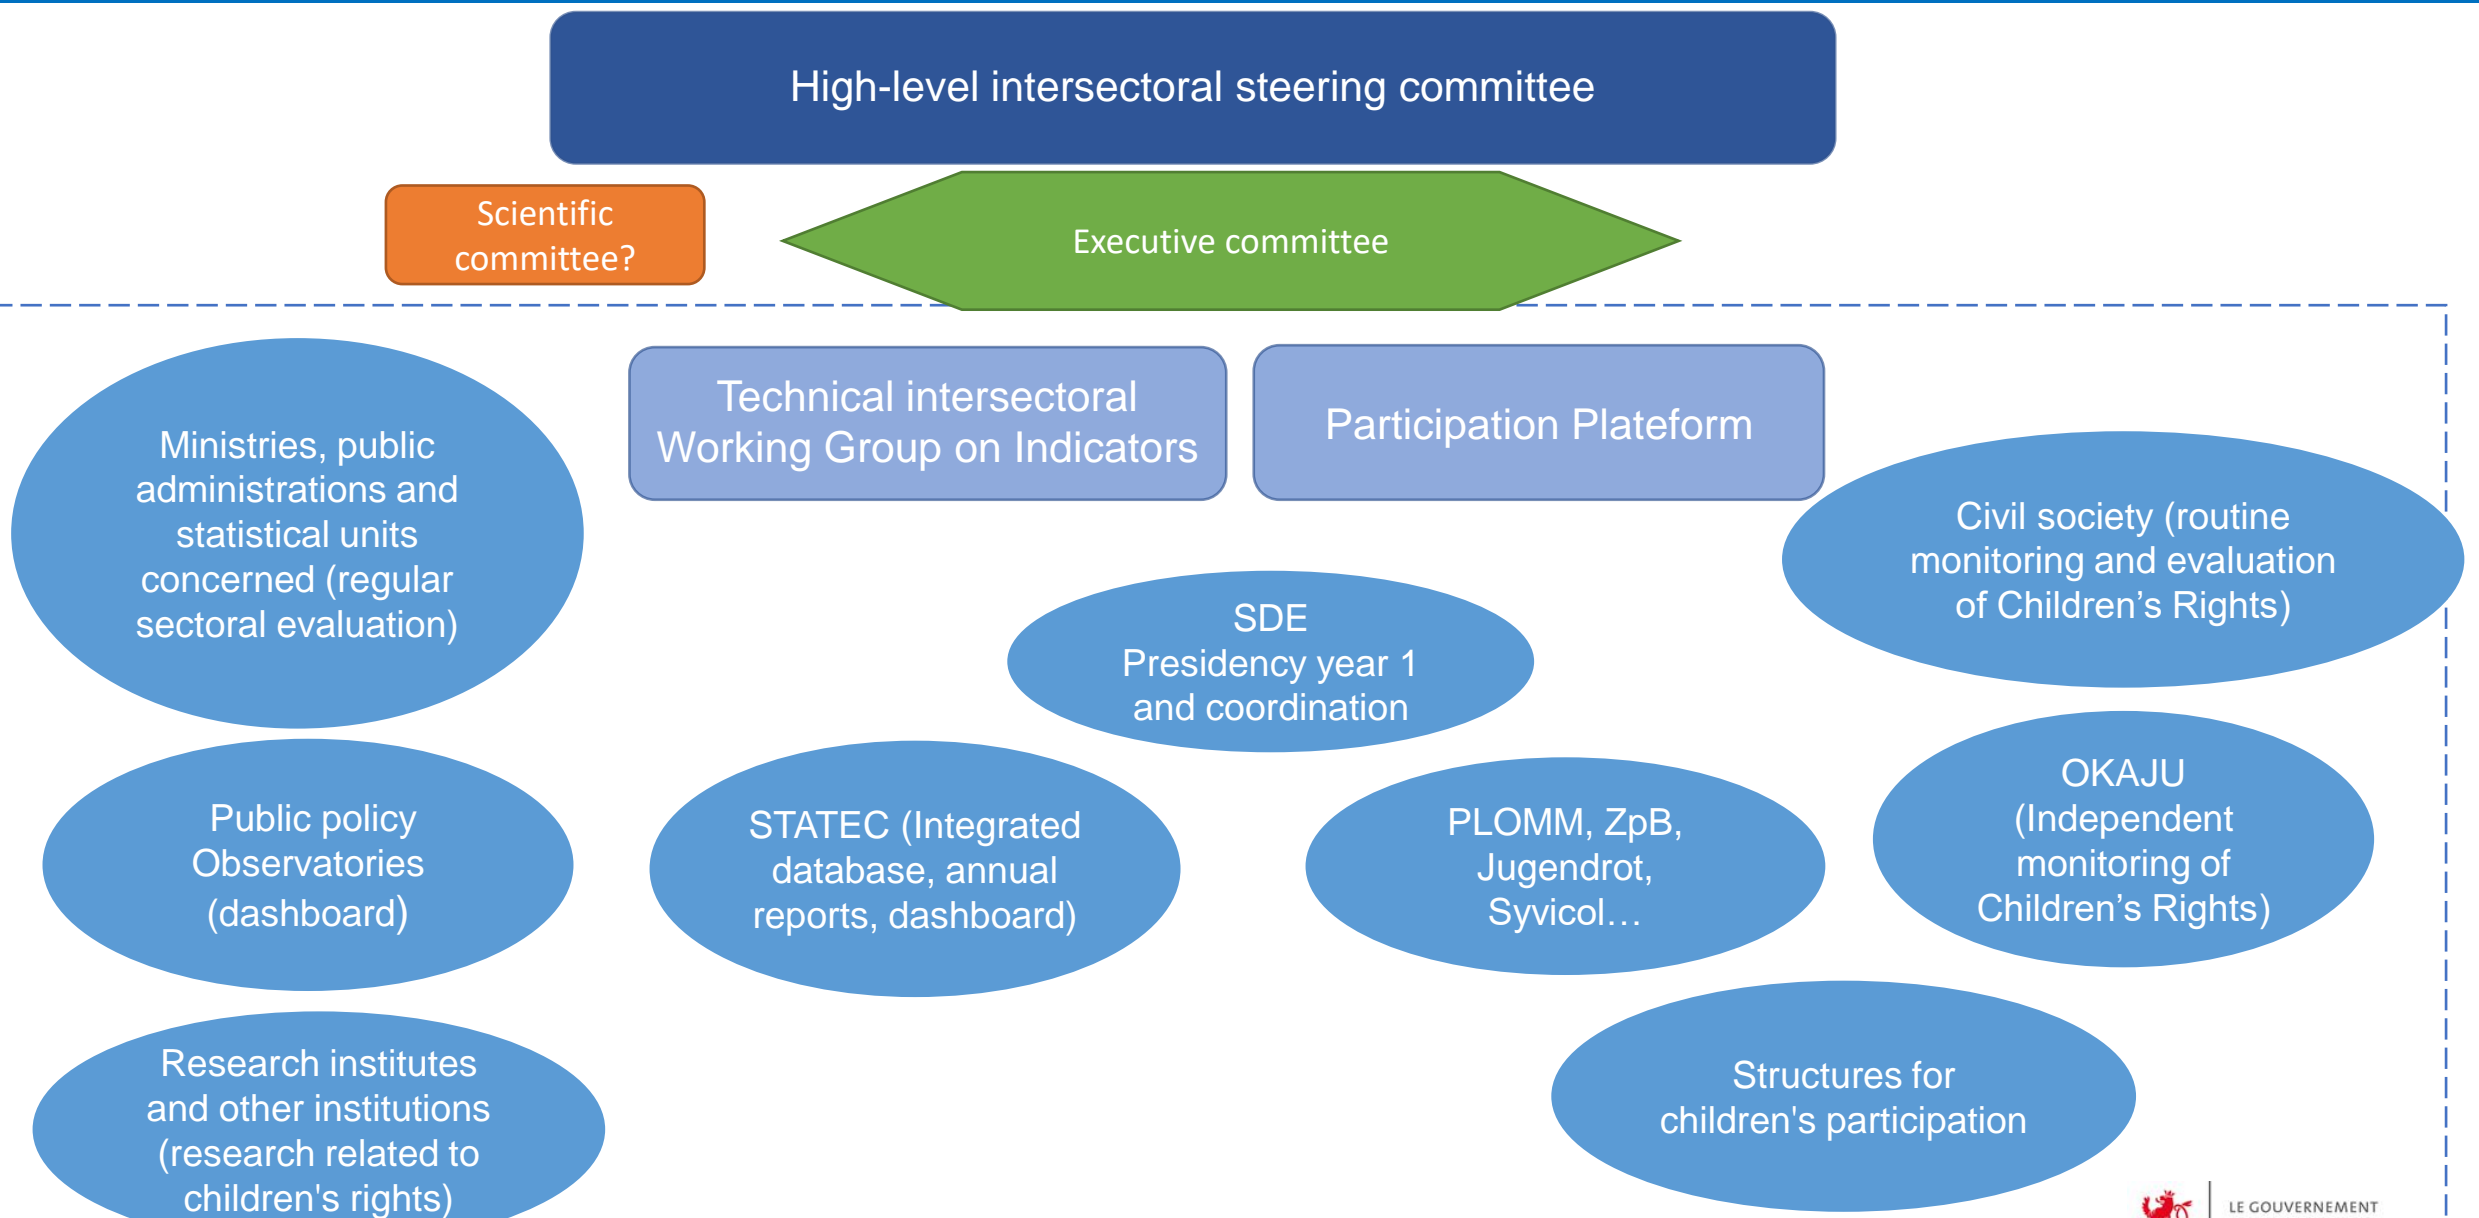 High-level intersectoral steering committee
Scientific
committee?
Executive committee
Technical intersectoral
Working Group on Indicators
Participation Plateform
Ministries, public
administrations and
statistical units
concerned (regular
sectoral evaluation)
Civil society (routine
monitoring and evaluation
of Children’s Rights)
SDE
Presidency year 1
and coordination
Public policy
Observatories
(dashboard)
STATEC (Integrated
database, annual
reports, dashboard)
PLOMM, ZpB,
Jugendrot,
Syvicol…
OKAJU
(Independent
monitoring of
Children’s Rights)
Research institutes
and other institutions
(research related to
children's rights)
Structures for
children's participation
LE GOUVERNEMENT